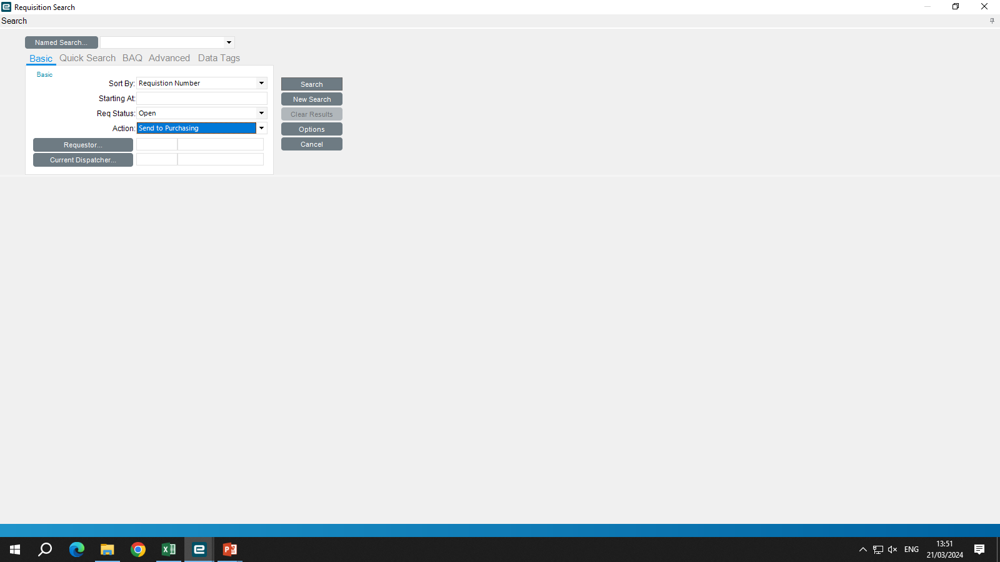 Requisition Search
Search
Named Search...
Basic Quick Search BAQ Advanced Data Tags
Basic
Sort By: Requistion Number
Starting At:
Req Status: Open
Action: Send to Purchasing
Requestor...
Current Dispatcher...
Search
New Search
Clear Results
Options
Cancel
ENG
13:51
21/03/2024